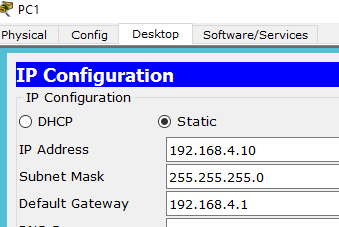 PC1
Physical Config Desktop Software/Services
IP Configuration
IP Configuration
DHCP Static
IP Address 192.168.4.10
Subnet Mask 255.255.255.0
Default Gateway 192.168.4.1